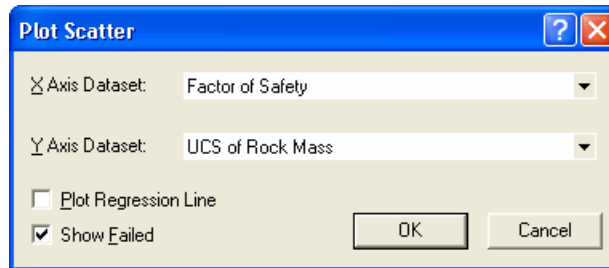 Plot Scatter
X Axis Dataset: Factor of Safety
Y Axis Dataset: UCS of Rock Mass
Plot Regression Line
Show Failed
OK Cancel